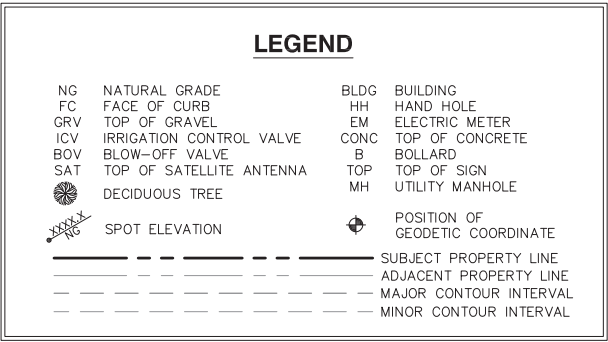 LEGEND
NG NATURAL GRADE
FC FACE OF CURB
GRV TOP OF GRAVEL
ICV IRRIGATION CONTROL VALVE
BOV BLOW-OFF VALVE
SAT TOP OF SATELLITE ANTENNA
DECIDUOUS TREE
XXXX.X
NG
SPOT ELEVATION
BLDG BUILDING
HH HAND HOLE
EM ELECTRIC METER
CONC TOP OF CONCRETE
B BOLLARD
TOP TOP OF SIGN
MH UTILITY MANHOLE
POSITION OF
GEODETIC COORDINATE
SUBJECT PROPERTY LINE
ADJACENT PROPERTY LINE
MAJOR CONTOUR INTERVAL
MINOR CONTOUR INTERVAL